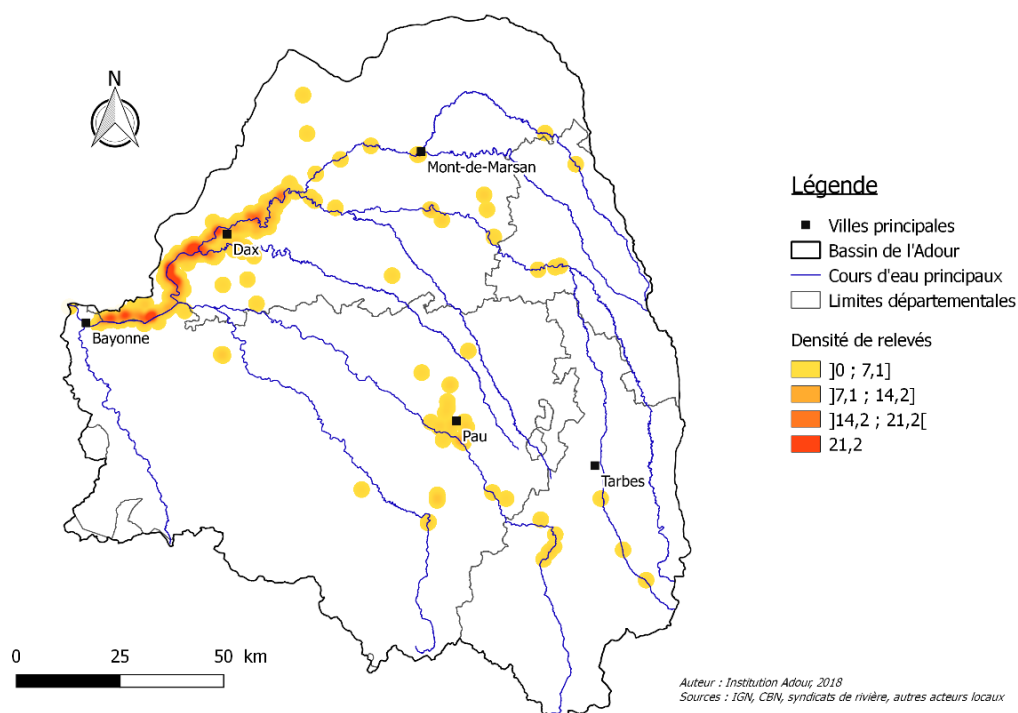 N
Mont-de-Marsan
Dax
Bayonne
Pau
Tarbes
Légende
Villes principales
Bassin de l'Adour
Cours d'eau principaux
Limites départementales
Densité de relevés
]0 ; 7,1]
]7,1 ; 14,2]
]14,2 ; 21,2[
21,2
0 25 50 km
Auteur : Institution Adour, 2018
Sources : IGN, CBN, syndicats de rivière, autres acteurs locaux